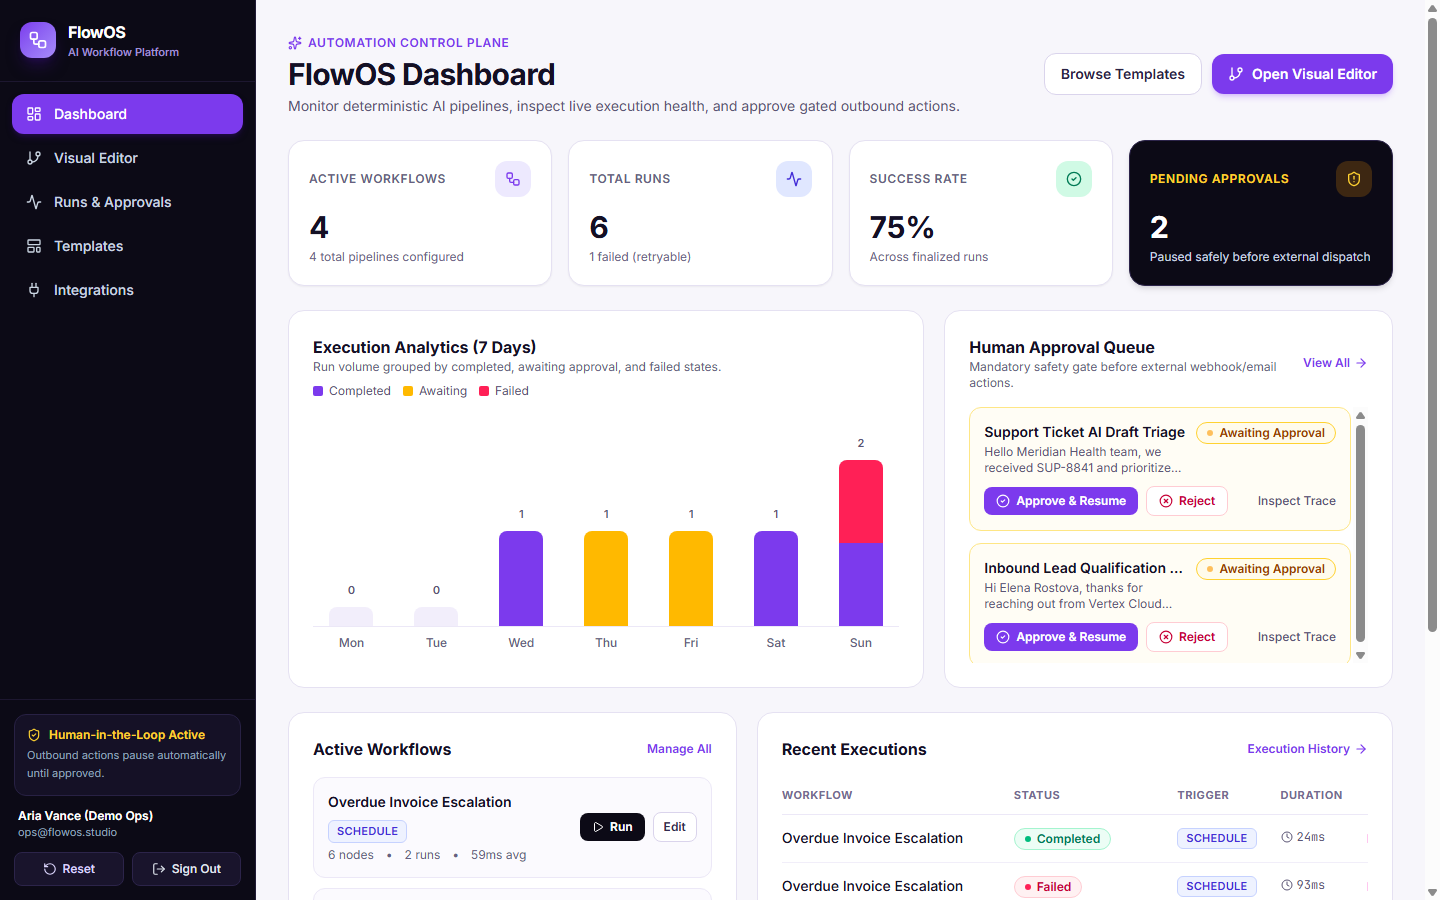 FlowOS
AI Workflow Platform
Dashboard
Visual Editor
Runs & Approvals
Templates
Integrations
Human-in-the-Loop Active
Outbound actions pause automatically
until approved.
Aria Vance (Demo Ops)
ops@flowos.studio
Reset
Sign Out
AUTOMATION CONTROL PLANE
FlowOS Dashboard
Monitor deterministic AI pipelines, inspect live execution health, and approve gated outbound actions.
Browse Templates
Open Visual Editor
ACTIVE WORKFLOWS
4
4 total pipelines configured
TOTAL RUNS
6
1 failed (retryable)
SUCCESS RATE
75%
Across finalized runs
PENDING APPROVALS
2
Paused safely before external dispatch
Execution Analytics (7 Days)
Run volume grouped by completed, awaiting approval, and failed states.
Completed Awaiting Failed
0 0 1 1 1 1 2
Mon Tue Wed Thu Fri Sat Sun
Human Approval Queue
Mandatory safety gate before external webhook/email
actions.
View All
Support Ticket AI Draft Triage
Awaiting Approval
Hello Meridian Health team, we
received SUP-8841 and prioritize...
Approve & Resume
Reject
Inspect Trace
Inbound Lead Qualification ...
Awaiting Approval
Hi Elena Rostova, thanks for
reaching out from Vertex Cloud...
Approve & Resume
Reject
Inspect Trace
Active Workflows
Manage All
Overdue Invoice Escalation
SCHEDULE
6 nodes • 2 runs • 59ms avg
Run
Edit
Recent Executions
Execution History
WORKFLOW STATUS TRIGGER DURATION
Overdue Invoice Escalation Completed SCHEDULE 24ms
Overdue Invoice Escalation Failed SCHEDULE 93ms